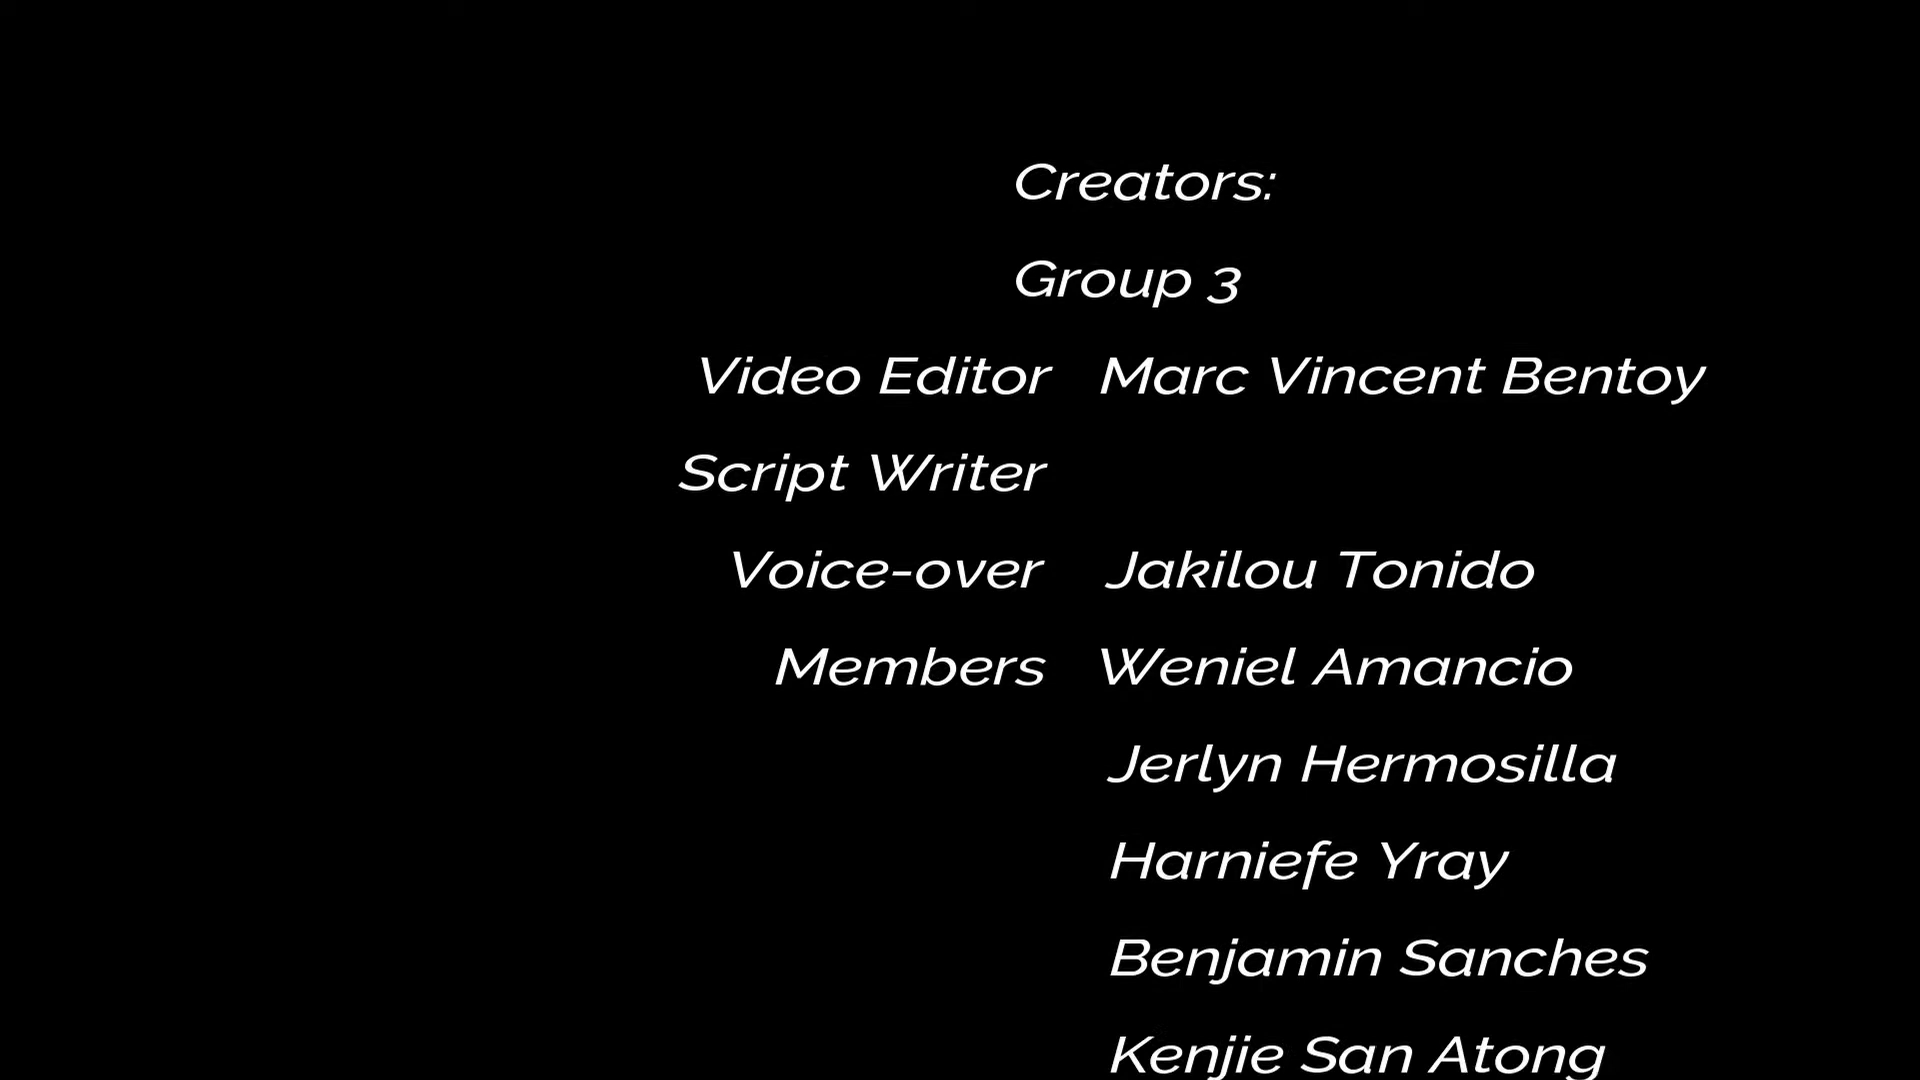 Creators:
Group 3
Video Editor Marc Vincent Bentoy
Script Writer
Voice-over Jakilou Tonido
Members Weniel Amancio
Jerlyn Hermosilla
Harniefe Yray
Benjamin Sanches
Kenjie San Atong